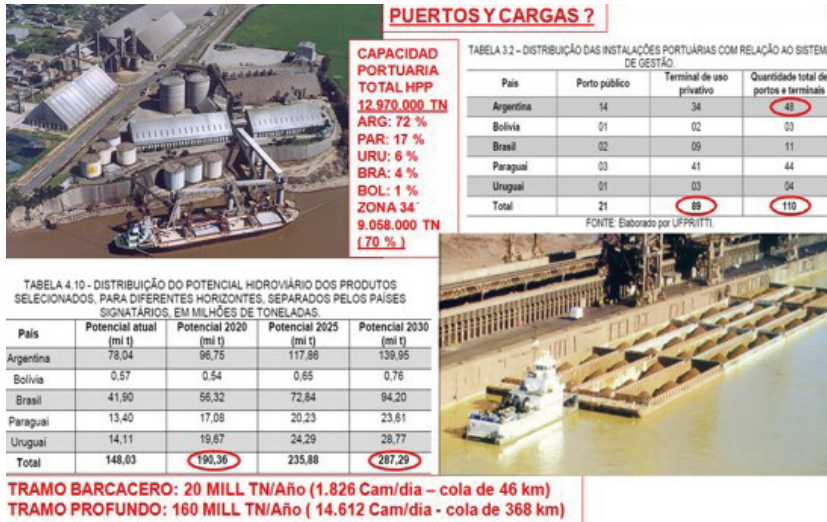 PUERTOS Y CARGAS ?
CAPACIDAD
PORTUARIA
TOTAL HPP
12.970.000 TN
ARG: 72 %
PAR: 17 %
URU: 6 %
BRA: 4 %
BOL: 1 %
ZONA 34´
9.058.000 TN
( 70 % )
TABELA 3.2 – DISTRIBUIÇÃO DAS INSTALAÇÕES PORTUÁRIAS COM RELAÇÃO AO SISTEMA
DE GESTÃO.
País Porto público Terminal de uso privativo Quantidade total de portos e terminais
Argentina 14 34 48
Bolívia 01 02 03
Brasil 02 09 11
Paraguai 03 41 44
Uruguai 01 03 04
Total 21 89 110
FONTE: Elaborado por UFPR/ITTI.
TABELA 4.10 - DISTRIBUIÇÃO DO POTENCIAL HIDROVIÁRIO DOS PRODUTOS
SELECIONADOS, PARA DIFERENTES HORIZONTES, SEPARADOS PELOS PAÍSES
SIGNATÁRIOS, EM MILHÕES DE TONELADAS.
País Potencial atual (mi t) Potencial 2020 (mi t) Potencial 2025 (mi t) Potencial 2030 (mi t)
Argentina 78,04 96,75 117,86 139,95
Bolívia 0,57 0,54 0,65 0,76
Brasil 41,90 56,32 72,84 94,20
Paraguai 13,40 17,08 20,23 23,61
Uruguai 14,11 19,67 24,29 28,77
Total 148,03 190,36 235,88 287,29
TRAMO BARCACERO: 20 MILL TN/Año (1.826 Cam/dia – cola de 46 km)
TRAMO PROFUNDO: 160 MILL TN/Año ( 14.612 Cam/dia - cola de 368 km)